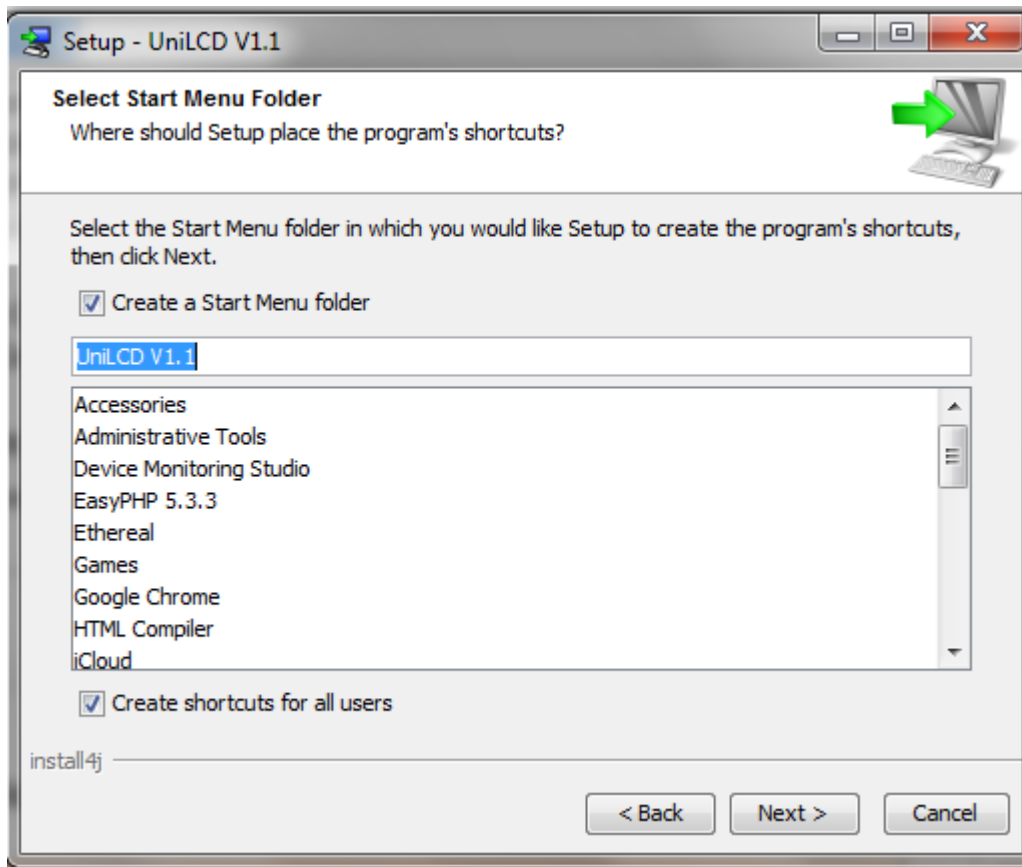 Setup - UniLCD V1.1
Select Start Menu Folder
Where should Setup place the program's shortcuts?
Select the Start Menu folder in which you would like Setup to create the program's shortcuts,
then click Next.
Create a Start Menu folder
UniLCD V1.1
Accessories
Administrative Tools
Device Monitoring Studio
EasyPHP 5.3.3
Ethereal
Games
Google Chrome
HTML Compiler
iCloud
Create shortcuts for all users
install4j
< Back Next > Cancel